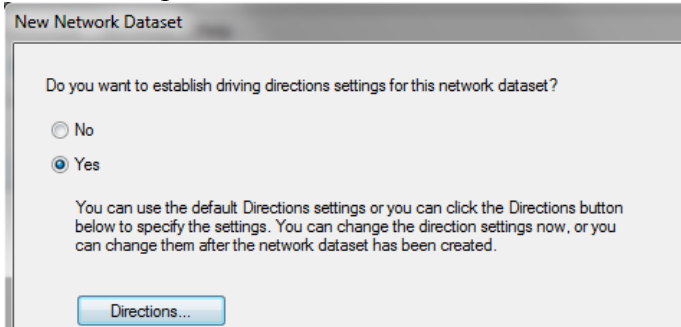 New Network Dataset
Do you want to establish driving directions settings for this network dataset?
No
Yes
You can use the default Directions settings or you can click the Directions button
below to specify the settings. You can change the direction settings now, or you
can change them after the network dataset has been created.
Directions...